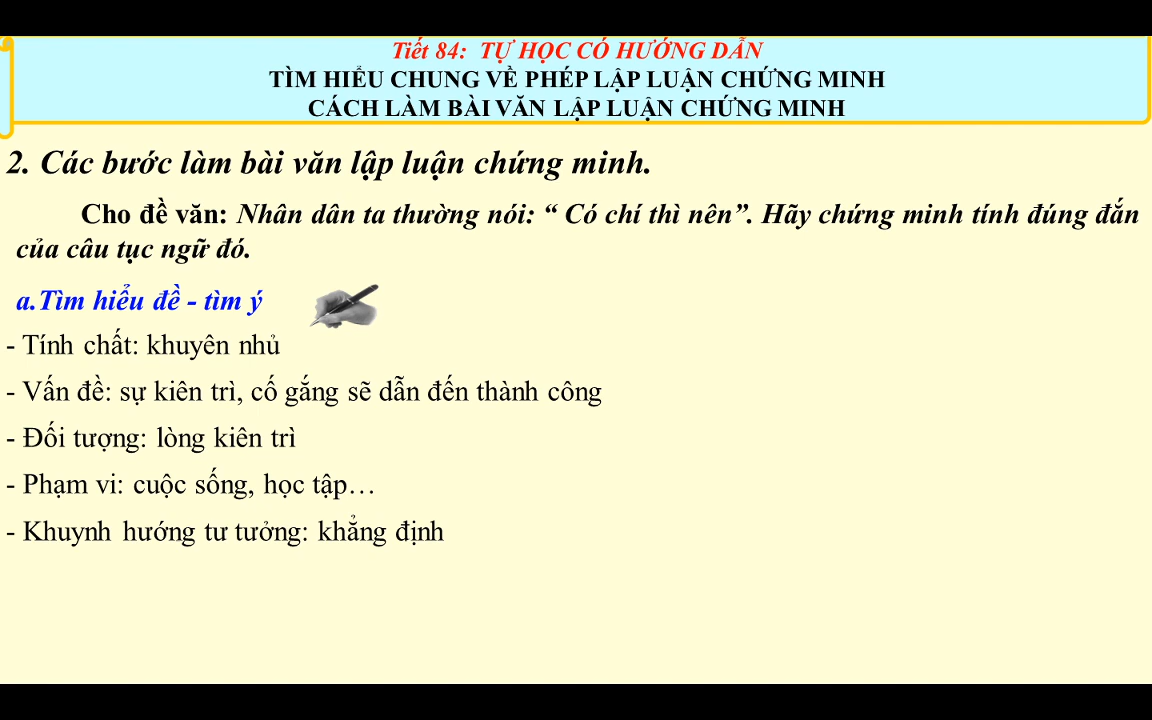 Tiết 84:  TỰ HỌC CÓ HƯỚNG DẪN
TÌM HIỂU CHUNG VỀ PHÉP LẬP LUẬN CHỨNG MINH
CÁCH LÀM BÀI VĂN LẬP LUẬN CHỨNG MINH
2. Các bước làm bài văn lập luận chứng minh.
Cho đề văn: Nhân dân ta thường nói: “ Có chí thì nên”. Hãy chứng minh tính đúng đắn
của câu tục ngữ đó.
a.Tìm hiểu đề - tìm ý
- Tính chất: khuyên nhủ
- Vấn đề: sự kiên trì, cố gắng sẽ dẫn đến thành công
- Đối tượng: lòng kiên trì
- Phạm vi: cuộc sống, học tập…
- Khuynh hướng tư tưởng: khẳng định